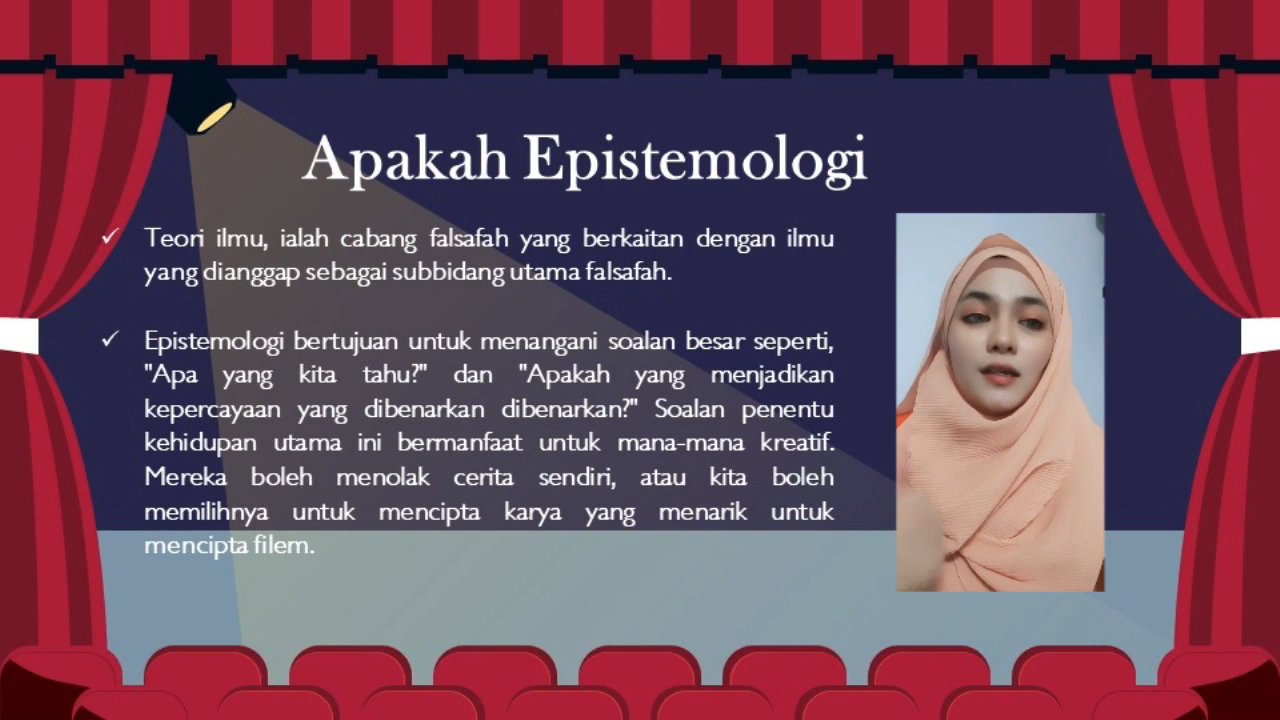 Apakah Epistemologi
✓ Teori ilmu, ialah cabang falsafah yang berkaitan dengan ilmu
yang dianggap sebagai subbidang utama falsafah.
✓ Epistemologi bertujuan untuk menangani soalan besar seperti,
"Apa yang kita tahu?" dan "Apakah yang menjadikan
kepercayaan yang dibenarkan dibenarkan?" Soalan penentu
kehidupan utama ini bermanfaat untuk mana-mana kreatif.
Mereka boleh menolak cerita sendiri, atau kita boleh
memilihnya untuk mencipta karya yang menarik untuk
mencipta filem.